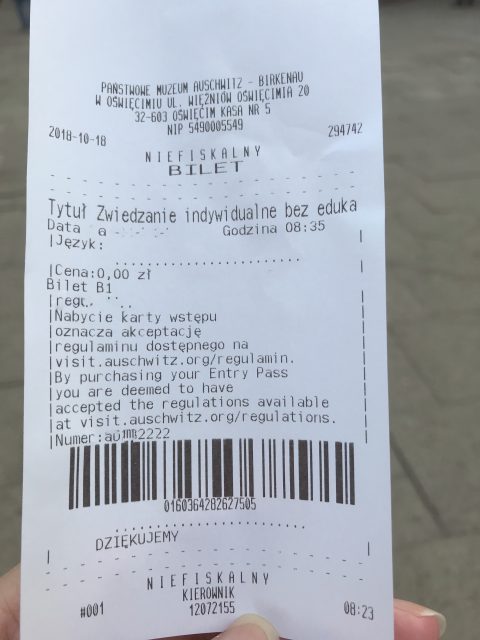 PAŃSTWOWE MUZEUM AUSCHWITZ - BIRKENAU
W OŚWIĘCIMIU UL. WIĘŹNIÓW OŚWIĘCIMIA 20
32-603 OŚWIĘCIM KASA NR 5
NIP 5490005549
2018-10-18 294742
NIEFISKALNY
BILET
Tytuł Zwiedzanie indywidualne bez eduka
Data a Godzina 08:35
|Język: |
|Cena:0,00 zł
Bilet B1
|Nabycie karty wstępu
|oznacza akceptację
|regulaminu dostępnego na
|visit.auschwitz.org/regulamin.
|By purchasing your Entry Pass
|you are deemed to have
|accepted the regulations available
|at visit.auschwitz.org/regulations.
|Numer: 2222
0160364282627505
DZIĘKUJEMY
NIEFISKALNY
KIEROWNIK
#001 12072155 08:23